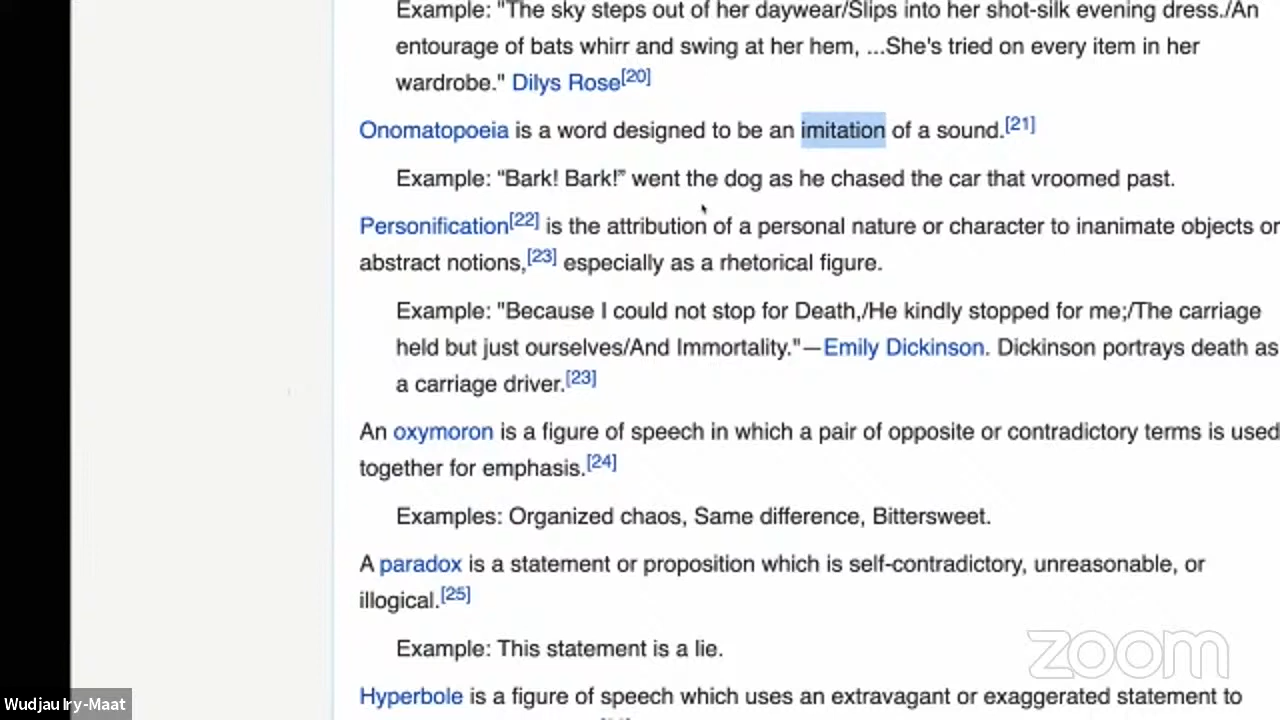 Example: "The sky steps out of her daywear/Slips into her shot-silk evening dress./An
entourage of bats whirr and swing at her hem, ...She's tried on every item in her
wardrobe." Dilys Rose[20]
Onomatopoeia is a word designed to be an imitation of a sound.[21]
Example: “Bark! Bark!” went the dog as he chased the car that vroomed past.
Personification[22] is the attribution of a personal nature or character to inanimate objects or
abstract notions,[23] especially as a rhetorical figure.
Example: "Because I could not stop for Death,/He kindly stopped for me;/The carriage
held but just ourselves/And Immortality."—Emily Dickinson. Dickinson portrays death as
a carriage driver.[23]
An oxymoron is a figure of speech in which a pair of opposite or contradictory terms is used
together for emphasis.[24]
Examples: Organized chaos, Same difference, Bittersweet.
A paradox is a statement or proposition which is self-contradictory, unreasonable, or
illogical.[25]
Example: This statement is a lie.
zoom
Hyperbole is a figure of speech which uses an extravagant or exaggerated statement to
Wudjau Iry-Maat